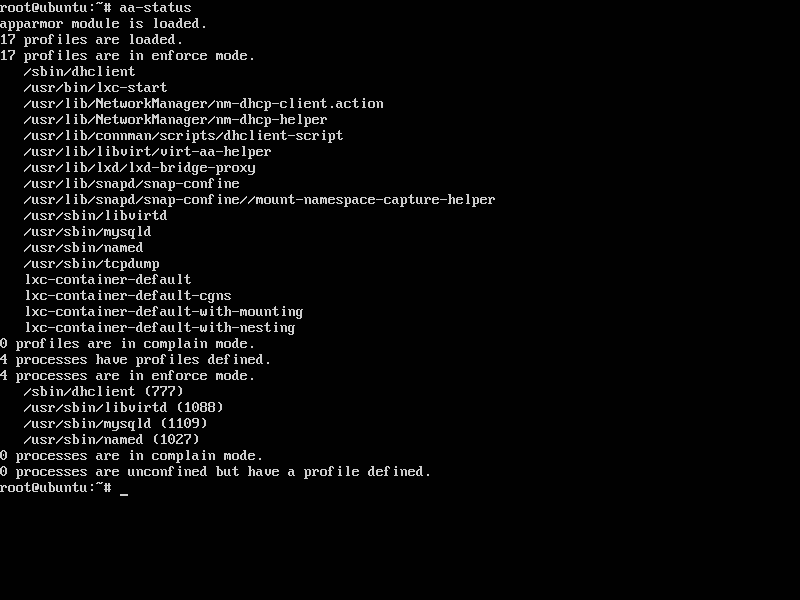 root@ubuntu:~# aa-status
apparmor module is loaded.
17 profiles are loaded.
17 profiles are in enforce mode.
   /sbin/dhclient
   /usr/bin/lxc-start
   /usr/lib/NetworkManager/nm-dhcp-client.action
   /usr/lib/NetworkManager/nm-dhcp-helper
   /usr/lib/connman/scripts/dhclient-script
   /usr/lib/libvirt/virt-aa-helper
   /usr/lib/lxd/lxd-bridge-proxy
   /usr/lib/snapd/snap-confine
   /usr/lib/snapd/snap-confine//mount-namespace-capture-helper
   /usr/sbin/libvirtd
   /usr/sbin/mysqld
   /usr/sbin/named
   /usr/sbin/tcpdump
   lxc-container-default
   lxc-container-default-cgns
   lxc-container-default-with-mounting
   lxc-container-default-with-nesting
0 profiles are in complain mode.
4 processes have profiles defined.
4 processes are in enforce mode.
   /sbin/dhclient (777)
   /usr/sbin/libvirtd (1088)
   /usr/sbin/mysqld (1109)
   /usr/sbin/named (1027)
0 processes are in complain mode.
0 processes are unconfined but have a profile defined.
root@ubuntu:~# _